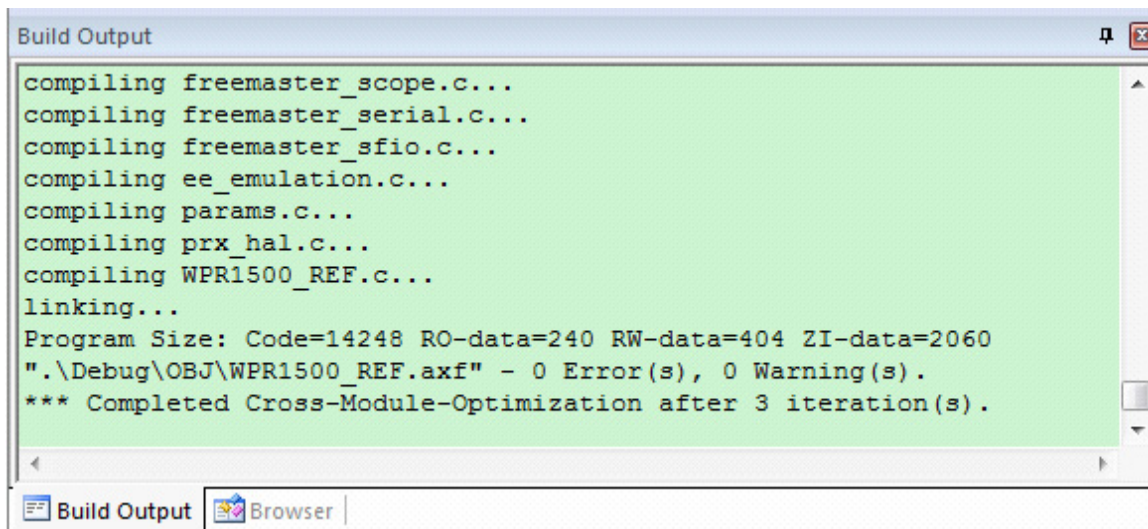 Build Output
compiling freemaster_scope.c...
compiling freemaster_serial.c...
compiling freemaster_sfio.c...
compiling ee_emulation.c...
compiling params.c...
compiling prx_hal.c...
compiling WPR1500_REF.c...
linking...
Program Size: Code=14248 RO-data=240 RW-data=404 ZI-data=2060
".\Debug\OBJ\WPR1500_REF.axf" - 0 Error(s), 0 Warning(s).
*** Completed Cross-Module-Optimization after 3 iteration(s).
Build Output Browser